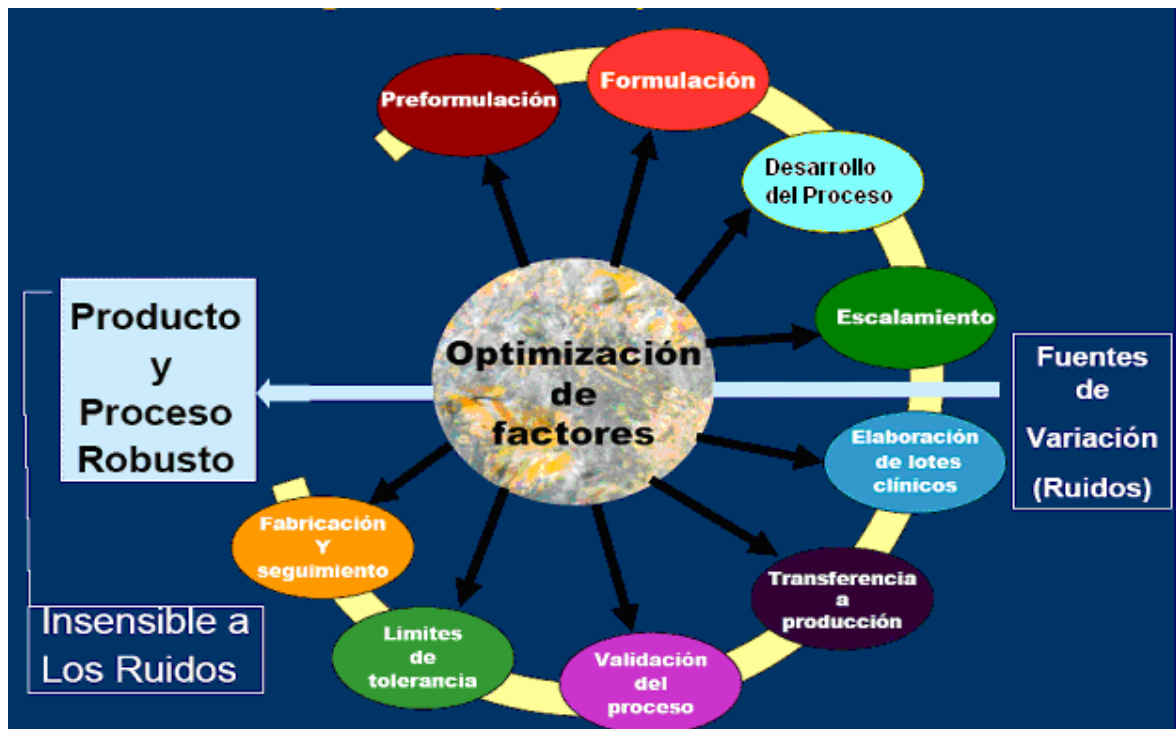 Preformulación
Formulación
Desarrollo
del Proceso
Escalamiento
Elaboración
de lotes
clínicos
Transferencia
a
producción
Validación
del
proceso
Limites
de
tolerancia
Fabricación
Y
seguimiento
Optimización
de
factores
Producto
y
Proceso
Robusto
Fuentes
de
Variación
(Ruidos)
Insensible a
Los Ruidos